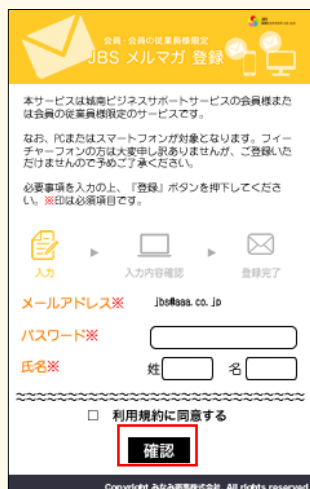 会員・会員の従業員様限定
JBS メルマガ 登録
本サービスは城南ビジネスサポートサービスの会員様また
は会員の従業員様限定のサービスです。
なお、PCまたはスマートフォンが対象となります。フィー
チャーフォンの方は大変申し訳ありませんが、ご登録いた
だけませんので予めご了承ください。
必要事項を入力の上、『登録』ボタンを押下してくださ
い。※印は必須項目です。
入力
入力内容確認
登録完了
メールアドレス※ jbs@aaa.co.jp
パスワード※
氏名※ 姓 名
□ 利用規約に同意する
確認
Copyright みなみ商事株式会社 All rights reserved